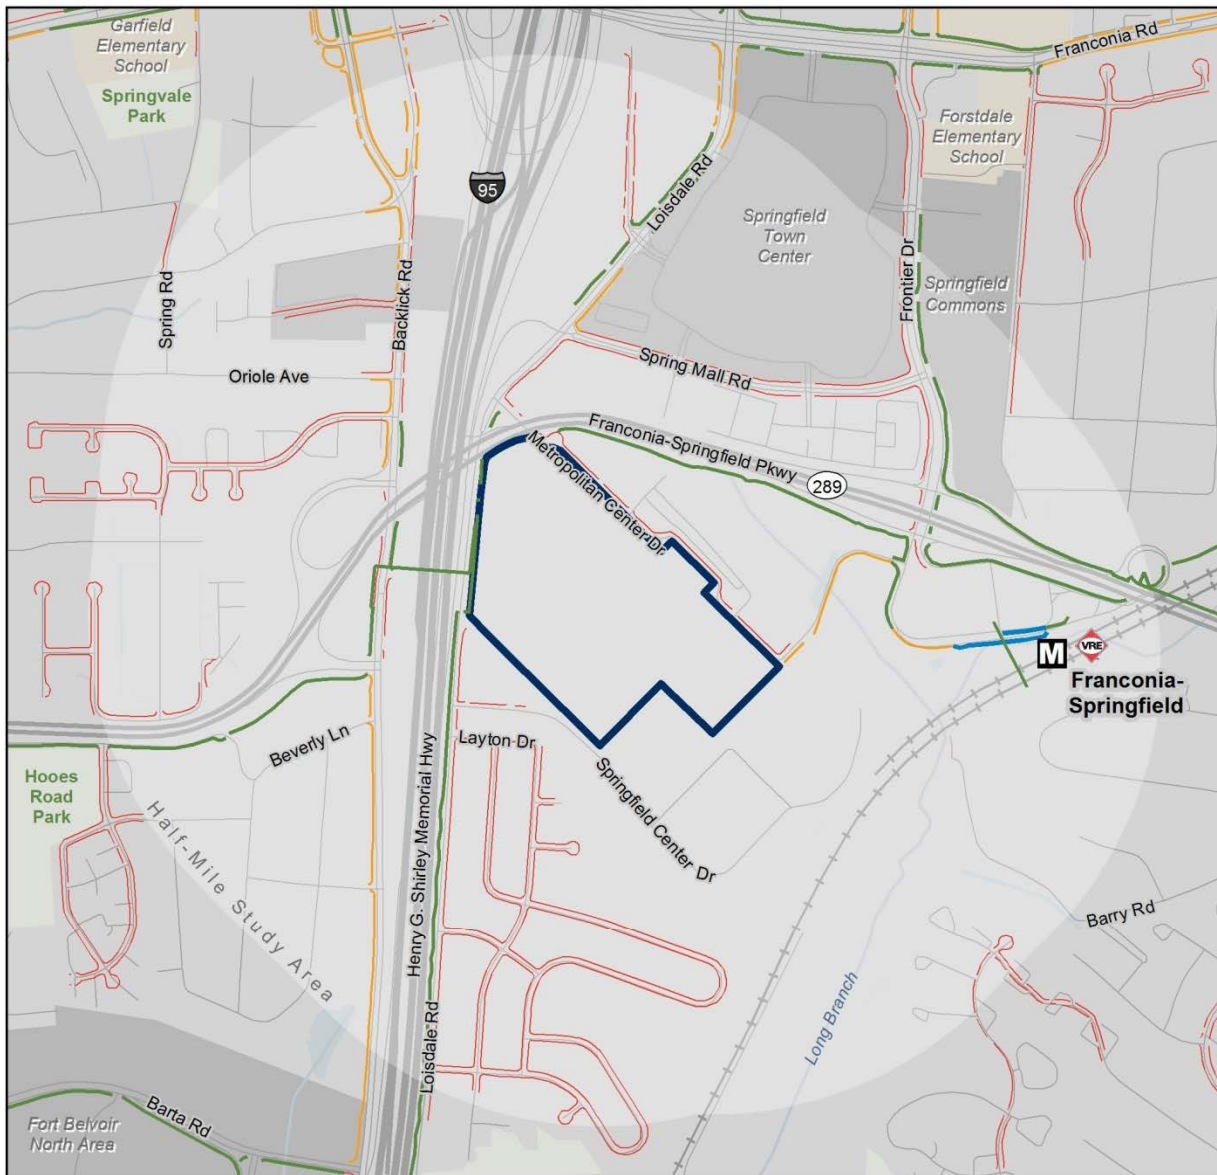 Garfield
Elementary
School
Springvale
Park
Franconia Rd
Forstdale
Elementary
School
95
Loisdale Rd
Springfield
Town
Center
Frontier Dr
Springfield
Commons
Spring Rd
Backlick Rd
Oriole Ave
Spring Mall Rd
Franconia-Springfield Pkwy
289
Metropolitan Center Dr
M
VRE
Franconia-
Springfield
Beverly Ln
Layton Dr
Henry G. Shirley Memorial Hwy
Springfield Center Dr
Hooes
Road
Park
Half-Mile Study Area
Barry Rd
Long Branch
Loisdale Rd
Barta Rd
Fort Belvoir
North Area